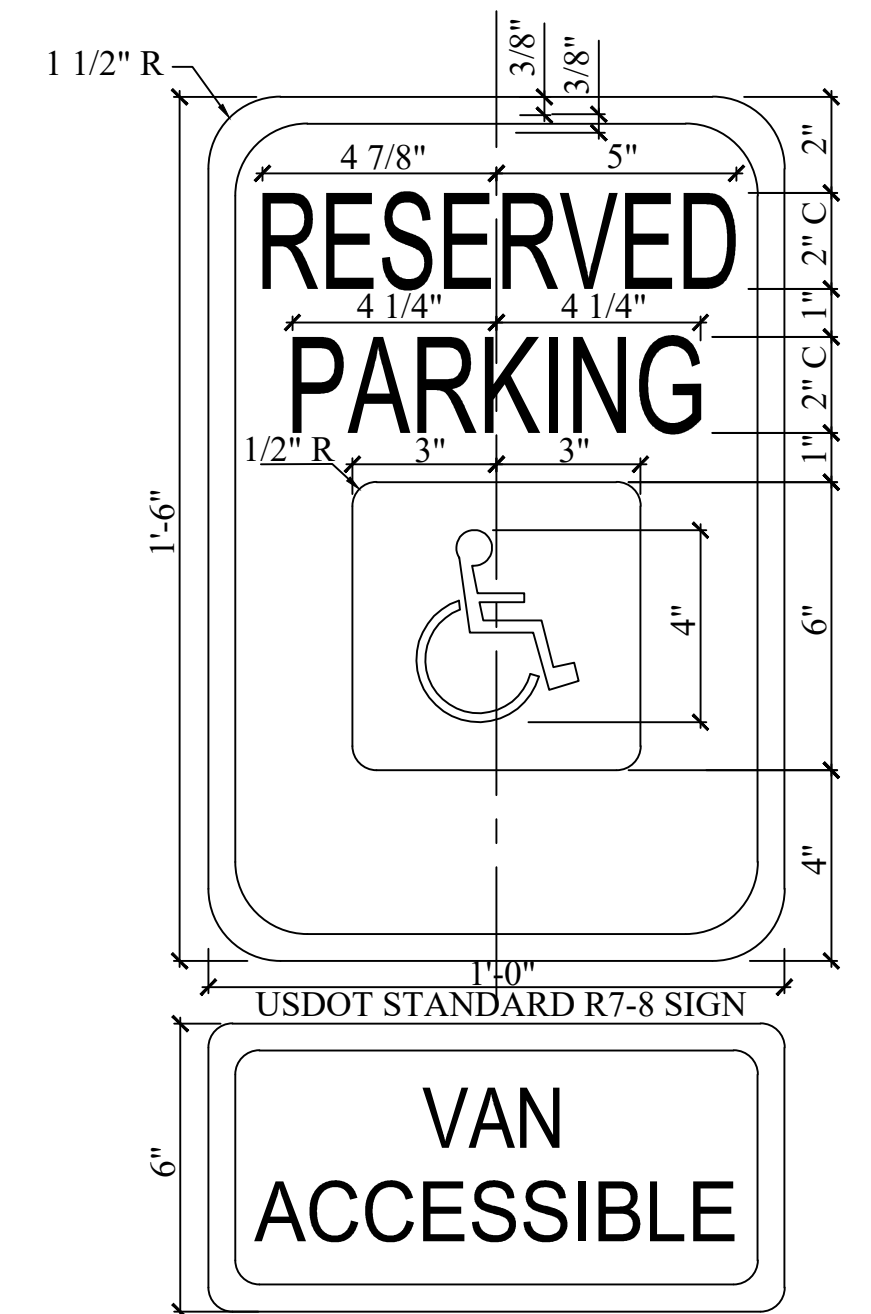 1 1/2" R
3/8"
3/8"
4 7/8"
5"
2"
RESERVED
2" C
4 1/4"
4 1/4"
1"
PARKING
2" C
1/2" R
3"
3"
1"
1'-6"
4"
6"
4"
1'-0"
USDOT STANDARD R7-8 SIGN
VAN
6"
ACCESSIBLE